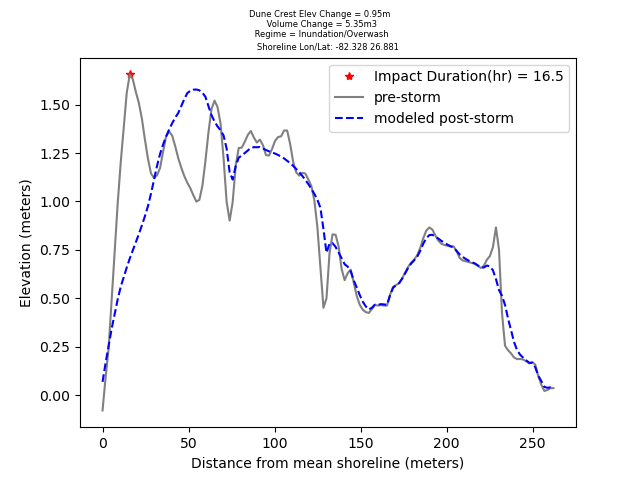 Dune Crest Elev Change = 0.95m
Volume Change = 5.35m3
Regime = Inundation/Overwash
Shoreline Lon/Lat: -82.328 26.881
Impact Duration(hr) = 16.5
pre-storm
modeled post-storm
Elevation (meters)
1.50
1.25
1.00
0.75
0.50
0.25
0.00
0 50 100 150 200 250
Distance from mean shoreline (meters)